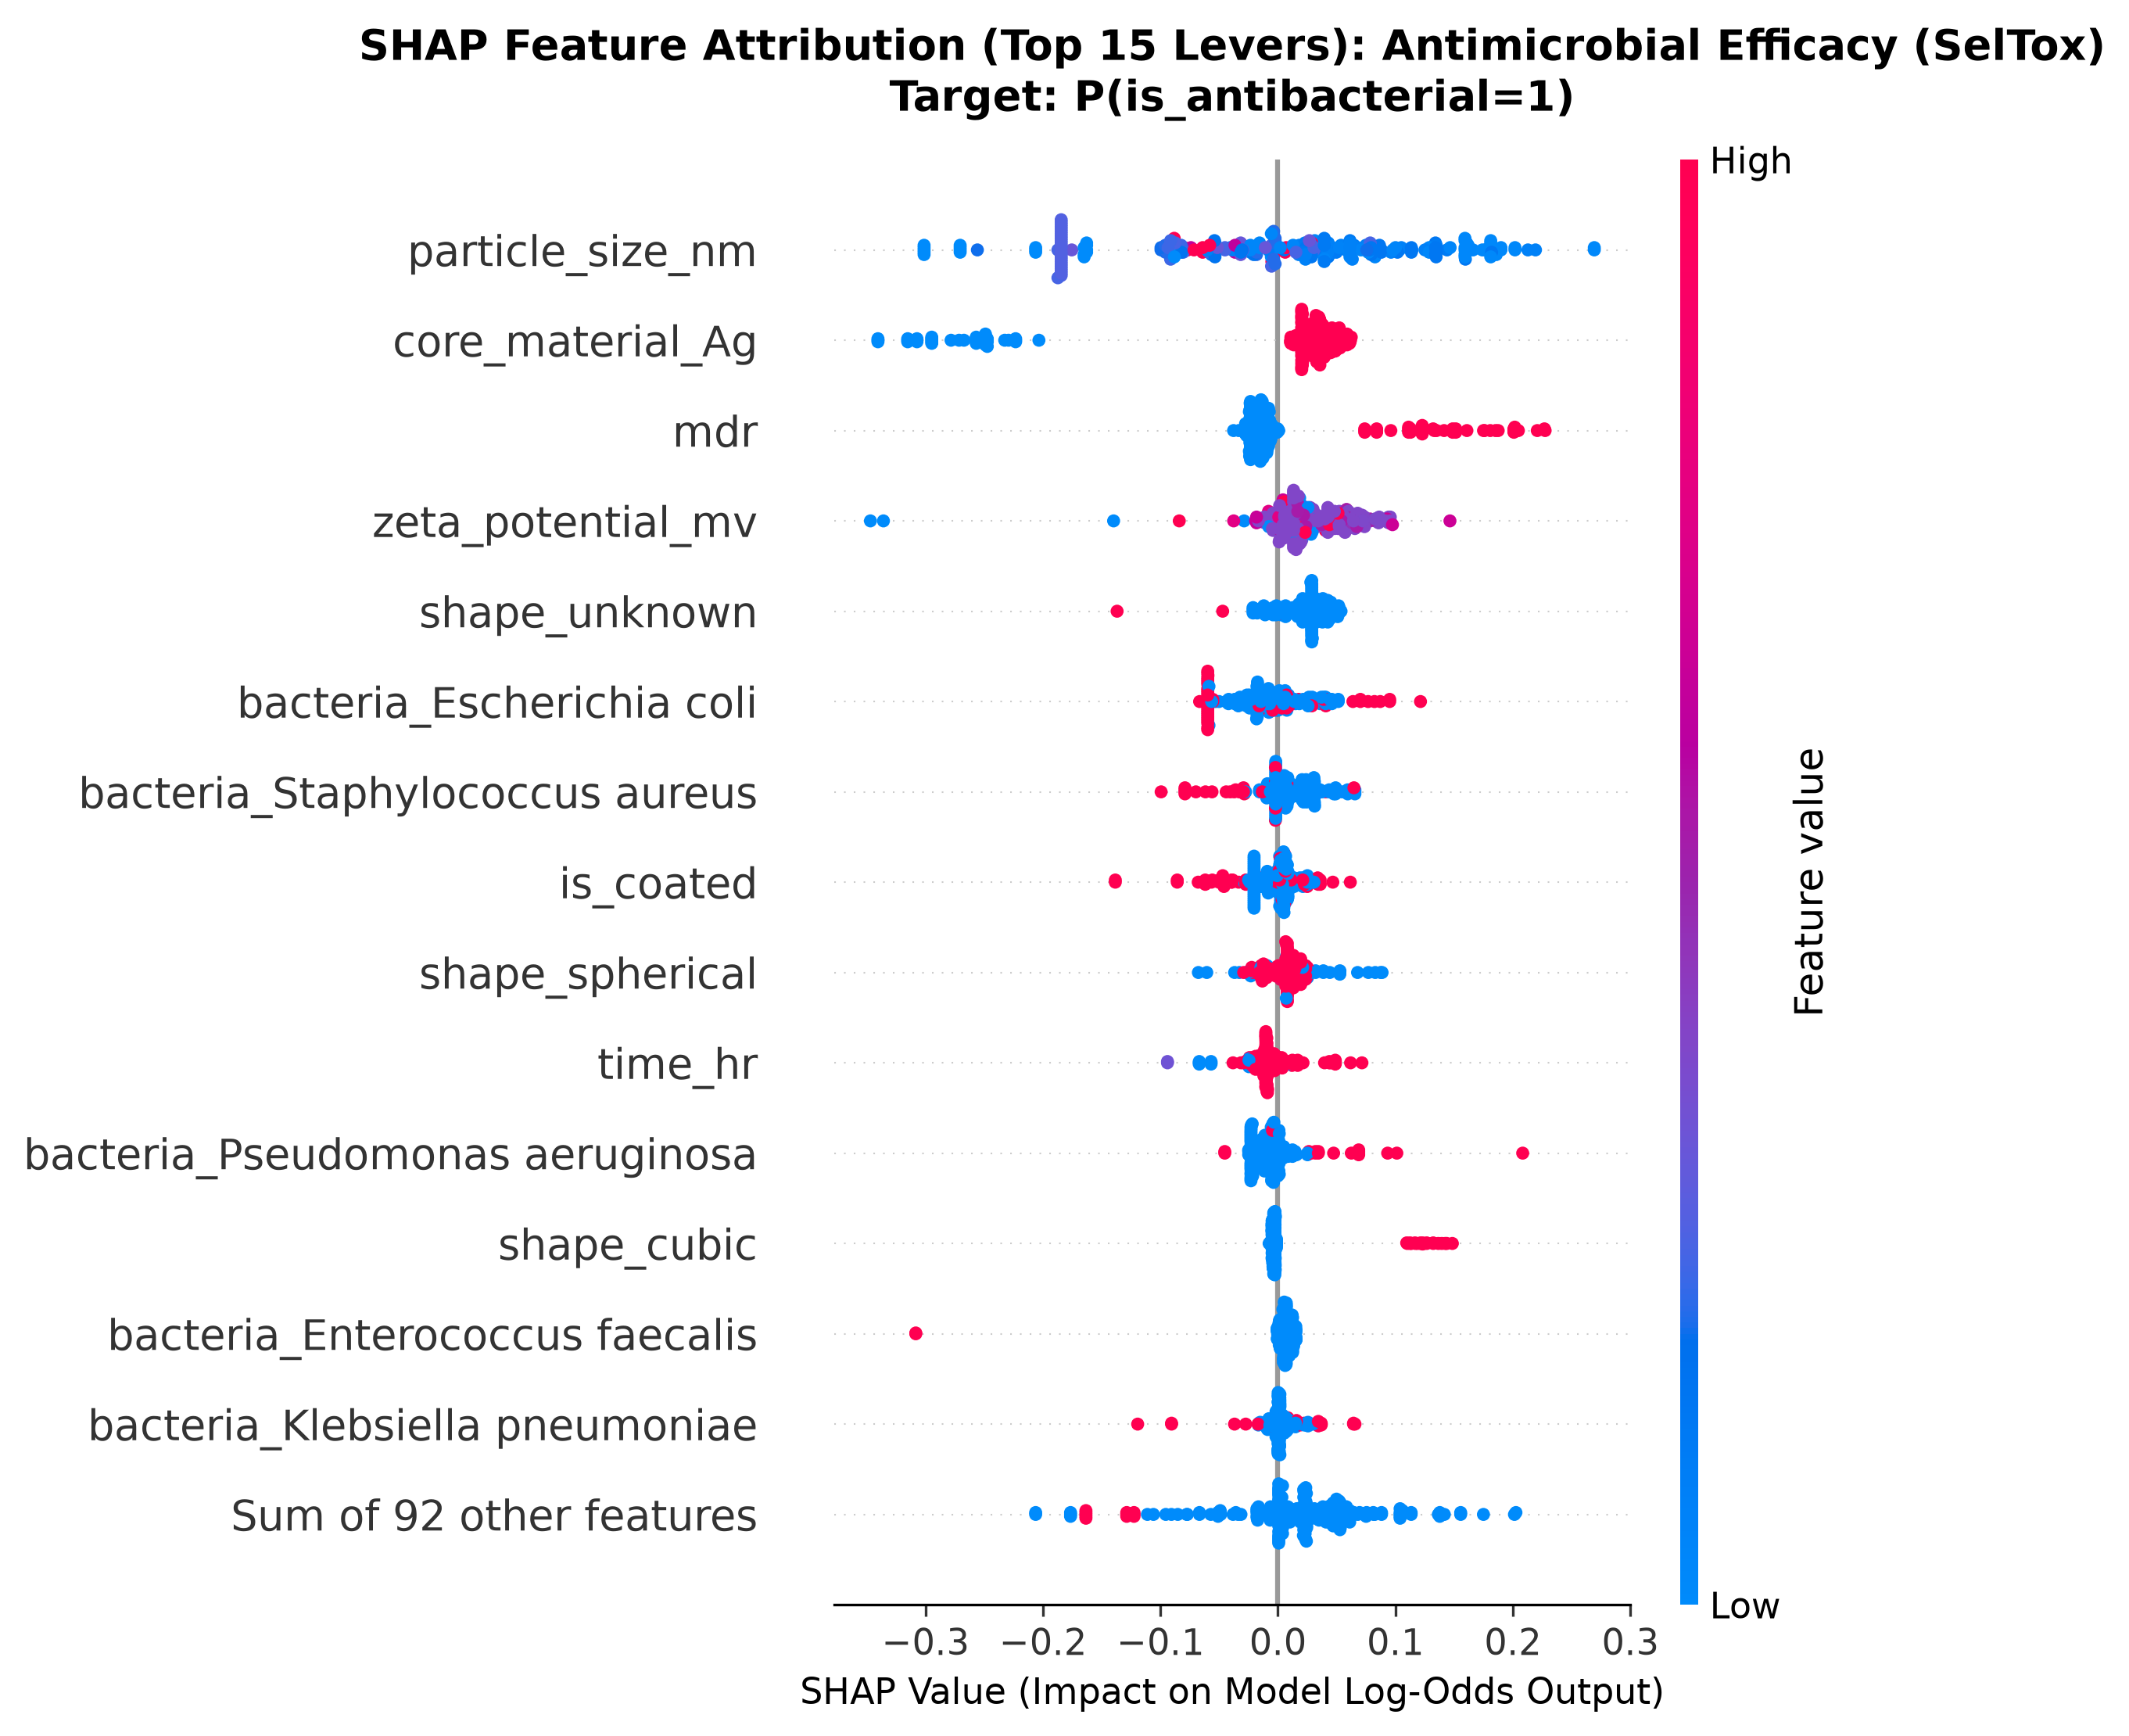 SHAP Feature Attribution (Top 15 Levers): Antimicrobial Efficacy (SelTox)
Target: P(is_antibacterial=1)
High
particle_size_nm
core_material_Ag
mdr
zeta_potential_mv
shape_unknown
bacteria_Escherichia coli
bacteria_Staphylococcus aureus
is_coated
shape_spherical
time_hr
bacteria_Pseudomonas aeruginosa
shape_cubic
bacteria_Enterococcus faecalis
bacteria_Klebsiella pneumoniae
Sum of 92 other features
Feature value
Low
−0.3 −0.2 −0.1 0.0 0.1 0.2 0.3
SHAP Value (Impact on Model Log-Odds Output)